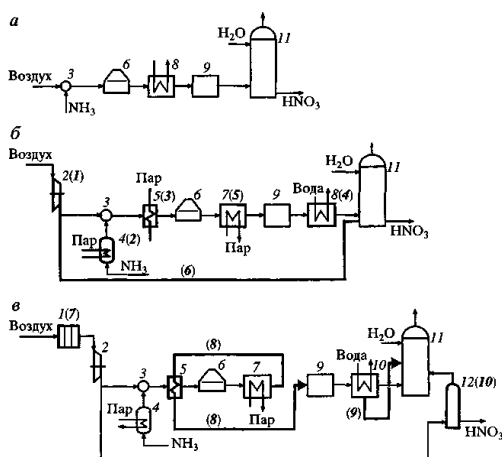 а
H₂O 11
Воздух 3 6 8 9
NH₃ HNO₃
б
Воздух
H₂O 11
2(1) Пар
3 5(3) 6 7(5) 9 Вода 8(4)
Пар 4(2) Пар
NH₃ (6) HNO₃
в
1(7)
Воздух 2 (8) H₂O 11
3 5 6 7 9 Вода 10
Пар 4 (8) Пар (9) 12(10)
NH₃ HNO₃